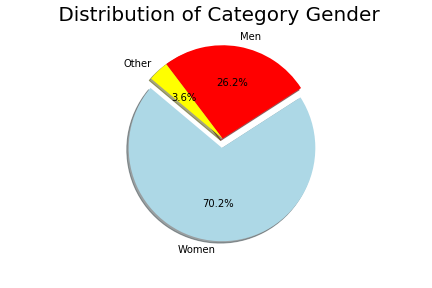 Distribution of Category Gender
Men
Other
26.2%
3.6%
70.2%
Women